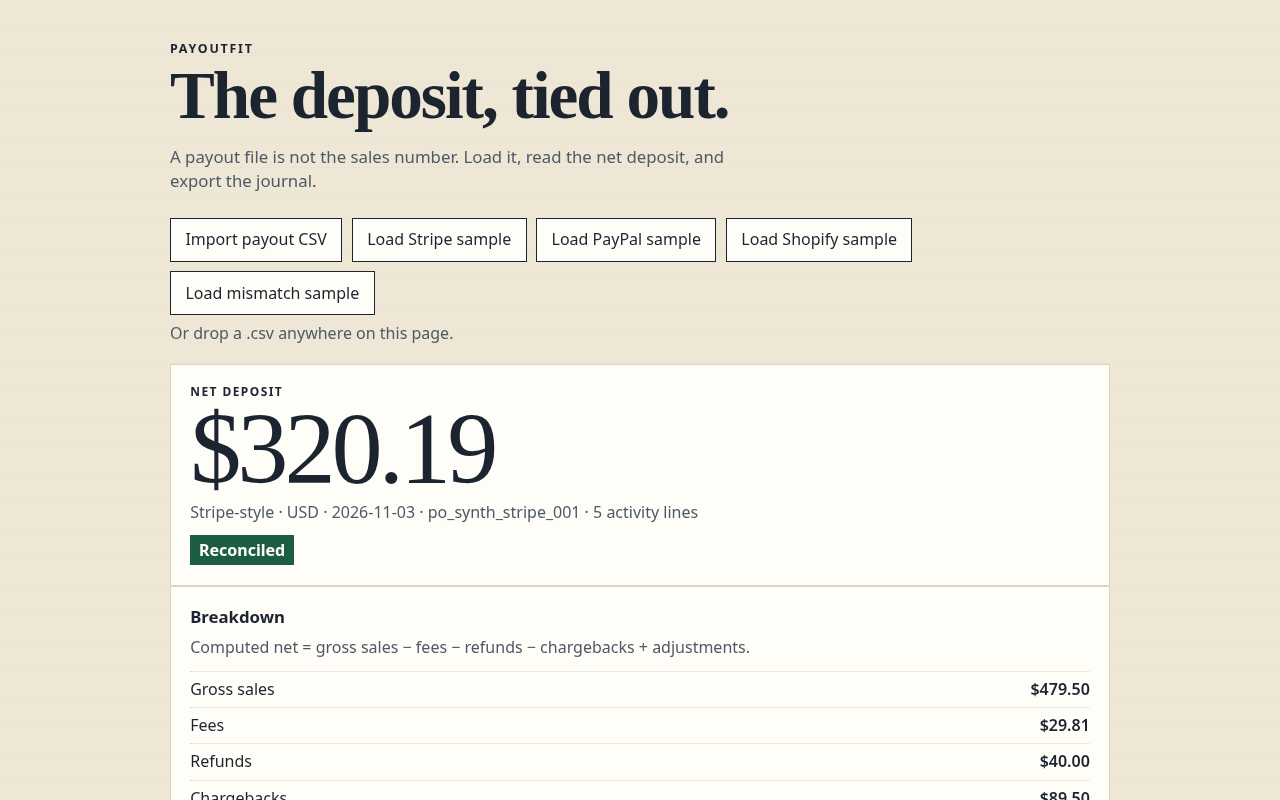 PAYOUTFIT
The deposit, tied out.
A payout file is not the sales number. Load it, read the net deposit, and
export the journal.
Import payout CSV
Load Stripe sample
Load PayPal sample
Load Shopify sample
Load mismatch sample
Or drop a .csv anywhere on this page.
NET DEPOSIT
$320.19
Stripe-style · USD · 2026-11-03 · po_synth_stripe_001 · 5 activity lines
Reconciled
Breakdown
Computed net = gross sales − fees − refunds − chargebacks + adjustments.
Gross sales $479.50
Fees $29.81
Refunds $40.00
Chargebacks $89.50